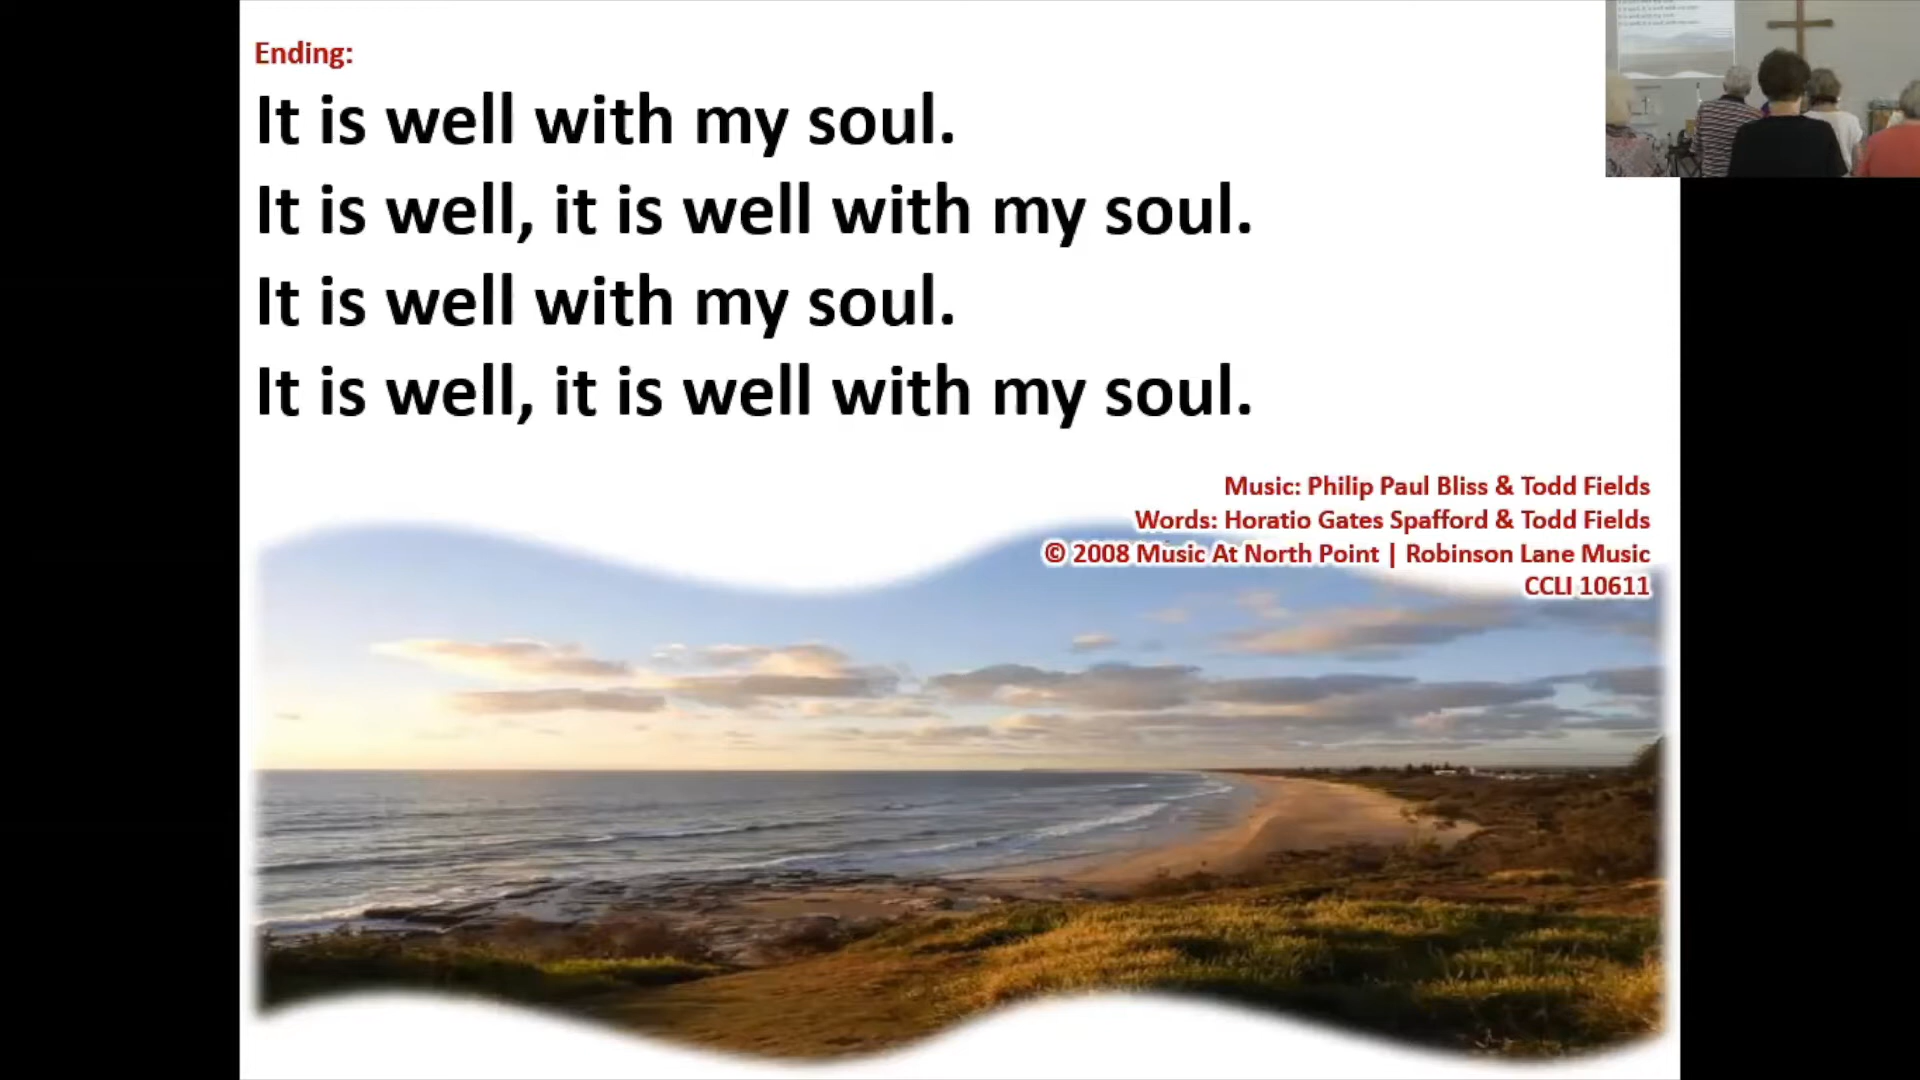 Ending:
It is well with my soul.
It is well, it is well with my soul.
It is well with my soul.
It is well, it is well with my soul.
Music: Philip Paul Bliss & Todd Fields
Words: Horatio Gates Spafford & Todd Fields
© 2008 Music At North Point | Robinson Lane Music
CCLI 10611